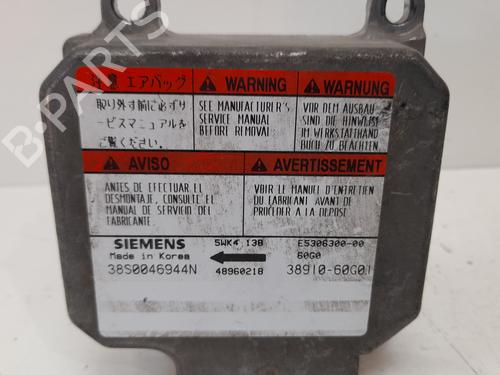 注意 エアバッグ
取り外す前に必ずサ
ービスマニュアルを
ご覧ください。
WARNING
SEE MANUFACTURER'S
SERVICE MANUAL
BEFORE REMOVAL
WARNUNG
VOR DEM AUSBAU
SIND DIE HINWEISE
IM WERKSTATTHAND
BUCH ZU BEACHTEN.
AVISO
ANTES DE EFECTUAR EL
DESMONTAJE, CONSULTE EL
MANUAL DE SERVICIO DEL
FABRICANTE.
AVERTISSEMENT
VOIR LE MANUEL D'ENTRETIEN
DU FABRICANT AVANT DE
PROCÉDER A LA DEPOSE
SIEMENS
5WK4 138
ES306300-00
Made in Korea
60G0
38S0046944N
48960218
38910-60G01
B-PARTS